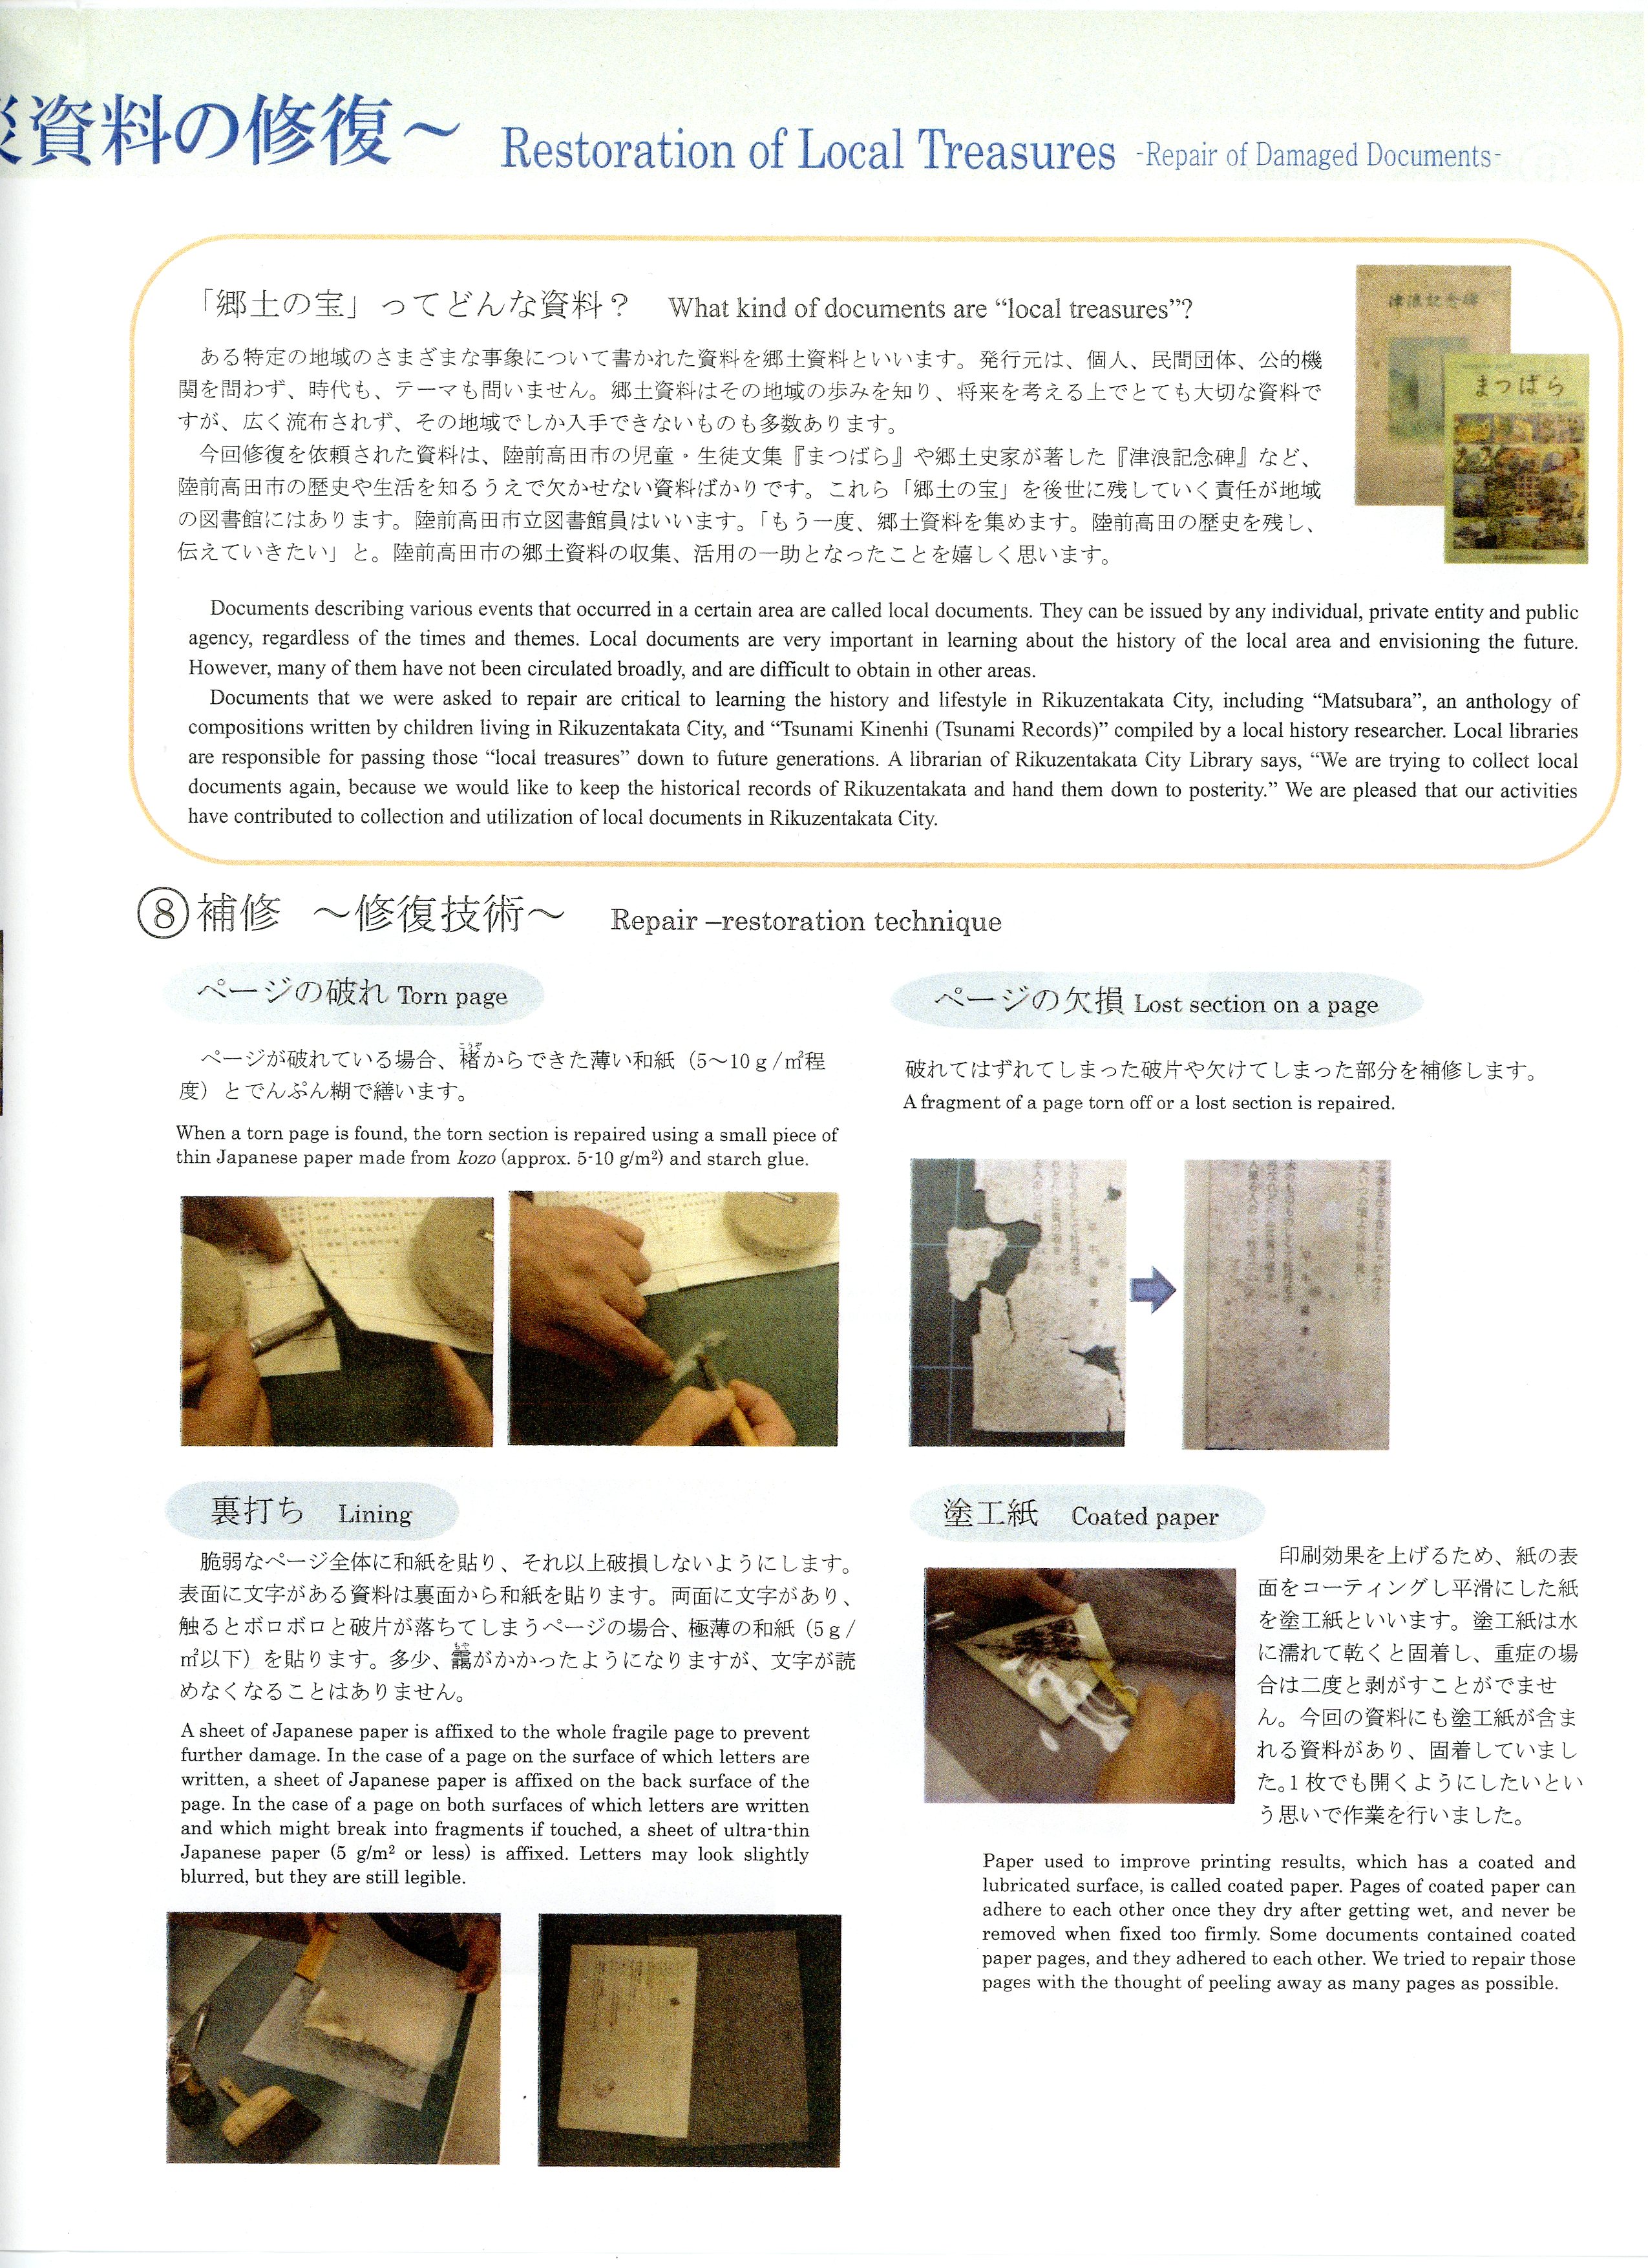 資料の修復～ Restoration of Local Treasures -Repair of Damaged Documents-
「郷土の宝」ってどんな資料？ What kind of documents are “local treasures”?
津浪記念碑
まつばら
ある特定の地域のさまざまな事象について書かれた資料を郷土資料といいます。発行元は、個人、民間団体、公的機
関を問わず、時代も、テーマも問いません。郷土資料はその地域の歩みを知り、将来を考える上でとても大切な資料で
すが、広く流布されず、その地域でしか入手できないものも多数あります。
今回修復を依頼された資料は、陸前高田市の児童・生徒文集『まつばら』や郷土史家が著した『津浪記念碑』など、
陸前高田市の歴史や生活を知るうえで欠かせない資料ばかりです。これら「郷土の宝」を後世に残していく責任が地域
の図書館にはあります。陸前高田市立図書館員はいいます。「もう一度、郷土資料を集めます。陸前高田の歴史を残し、
伝えていきたい」と。陸前高田市の郷土資料の収集、活用の一助となったことを嬉しく思います。
Documents describing various events that occurred in a certain area are called local documents. They can be issued by any individual, private entity and public
agency, regardless of the times and themes. Local documents are very important in learning about the history of the local area and envisioning the future.
However, many of them have not been circulated broadly, and are difficult to obtain in other areas.
Documents that we were asked to repair are critical to learning the history and lifestyle in Rikuzentakata City, including “Matsubara”, an anthology of
compositions written by children living in Rikuzentakata City, and “Tsunami Kinenhi (Tsunami Records)” compiled by a local history researcher. Local libraries
are responsible for passing those “local treasures” down to future generations. A librarian of Rikuzentakata City Library says, “We are trying to collect local
documents again, because we would like to keep the historical records of Rikuzentakata and hand them down to posterity.” We are pleased that our activities
have contributed to collection and utilization of local documents in Rikuzentakata City.
⑧補修 ～修復技術～ Repair –restoration technique
ページの破れ Torn page
こうぞ
ページが破れている場合、楮からできた薄い和紙（5～10ｇ/㎡程
度）とでんぷん糊で繕います。
When a torn page is found, the torn section is repaired using a small piece of
thin Japanese paper made from kozo (approx. 5-10 g/m²) and starch glue.
ページの欠損 Lost section on a page
破れてはずれてしまった破片や欠けてしまった部分を補修します。
A fragment of a page torn off or a lost section is repaired.
裏打ち Lining
脆弱なページ全体に和紙を貼り、それ以上破損しないようにします。
表面に文字がある資料は裏面から和紙を貼ります。両面に文字があり、
触るとボロボロと破片が落ちてしまうページの場合、極薄の和紙（5ｇ/
もや
㎡以下）を貼ります。多少、靄がかかったようになりますが、文字が読
めなくなることはありません。
A sheet of Japanese paper is affixed to the whole fragile page to prevent
further damage. In the case of a page on the surface of which letters are
written, a sheet of Japanese paper is affixed on the back surface of the
page. In the case of a page on both surfaces of which letters are written
and which might break into fragments if touched, a sheet of ultra-thin
Japanese paper (5 g/m² or less) is affixed. Letters may look slightly
blurred, but they are still legible.
塗工紙 Coated paper
印刷効果を上げるため、紙の表
面をコーティングし平滑にした紙
を塗工紙といいます。塗工紙は水
に濡れて乾くと固着し、重症の場
合は二度と剥がすことがでませ
ん。今回の資料にも塗工紙が含ま
れる資料があり、固着していまし
た。1枚でも開くようにしたいとい
う思いで作業を行いました。
Paper used to improve printing results, which has a coated and
lubricated surface, is called coated paper. Pages of coated paper can
adhere to each other once they dry after getting wet, and never be
removed when fixed too firmly. Some documents contained coated
paper pages, and they adhered to each other. We tried to repair those
pages with the thought of peeling away as many pages as possible.